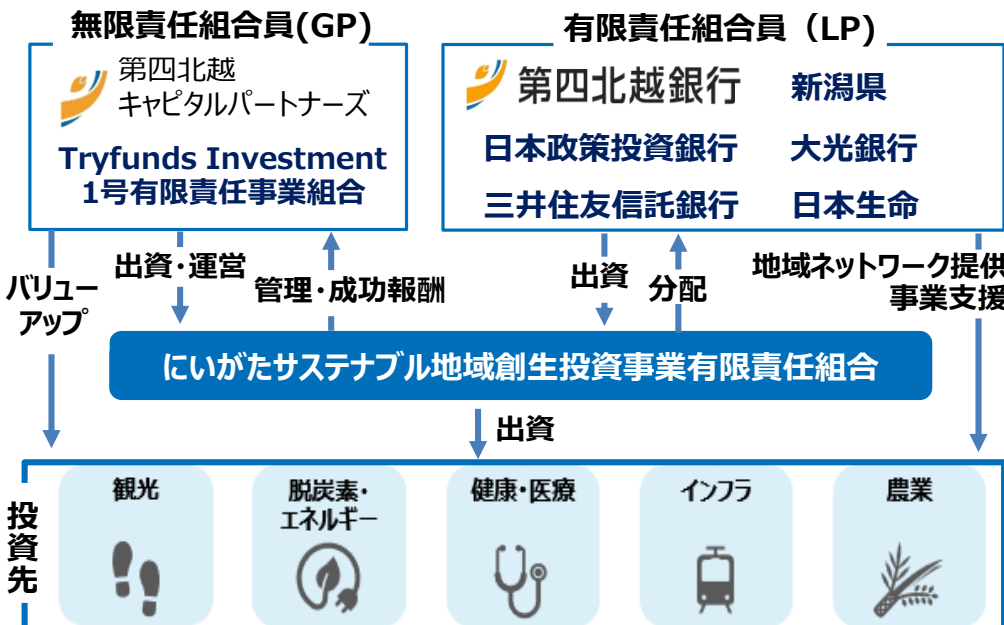 無限責任組合員(GP)
第四北越
キャピタルパートナーズ
Tryfunds Investment
1号有限責任事業組合
有限責任組合員（LP）
第四北越銀行
新潟県
日本政策投資銀行
大光銀行
三井住友信託銀行
日本生命
バリュー
アップ
出資・運営
管理・成功報酬
出資
分配
地域ネットワーク提供
事業支援
にいがたサステナブル地域創生投資事業有限責任組合
出資
投資先
観光
脱炭素・
エネルギー
健康・医療
インフラ
農業